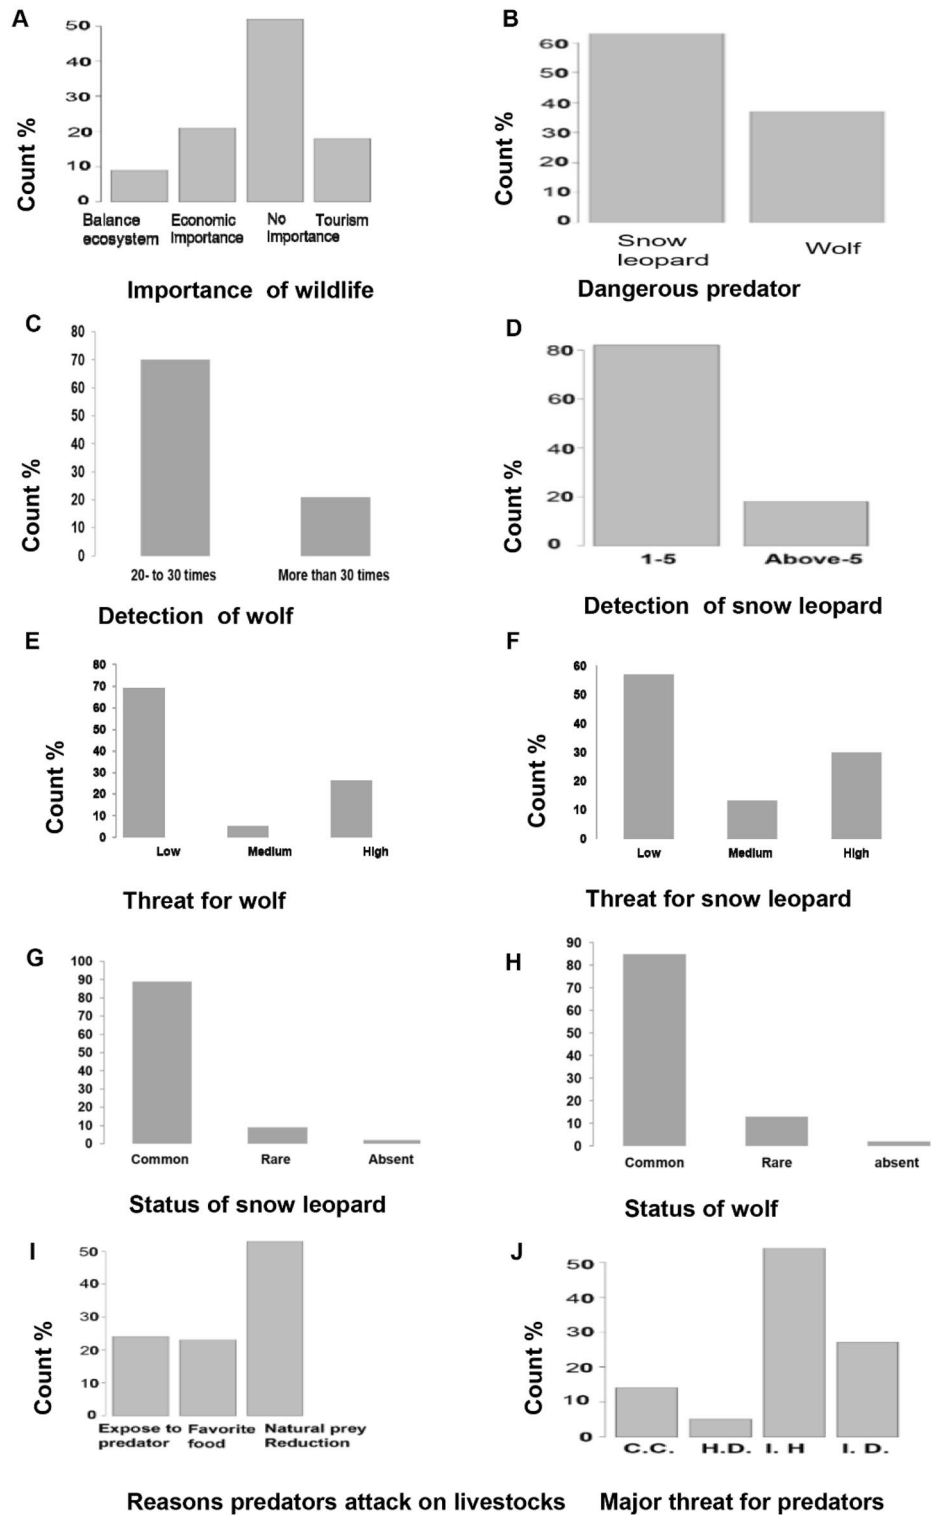 A
Count %
50
40
30
20
10
0
Balance ecosystem
Economic Importance
No Importance
Tourism
Importance of wildlife
B
Count %
60
50
40
30
20
10
0
Snow leopard
Wolf
Dangerous predator
C
Count %
80
70
60
50
40
30
20
10
0
20- to 30 times
More than 30 times
Detection of wolf
D
Count %
80
60
40
20
0
1-5
Above-5
Detection of snow leopard
E
Count %
80
70
60
50
40
30
20
10
0
Low
Medium
High
Threat for wolf
F
Count %
60
50
40
30
20
10
0
Low
Medium
High
Threat for snow leopard
G
100
90
80
70
60
50
40
30
20
10
0
Common
Rare
Absent
Status of snow leopard
H
90
80
70
60
50
40
30
20
10
0
Common
Rare
absent
Status of wolf
I
Count %
50
40
30
20
10
0
Expose to predator
Favorite food
Natural prey Reduction
Reasons predators attack on livestocks
J
Count %
50
40
30
20
10
0
C.C.
H.D.
I. H
I. D.
Major threat for predators